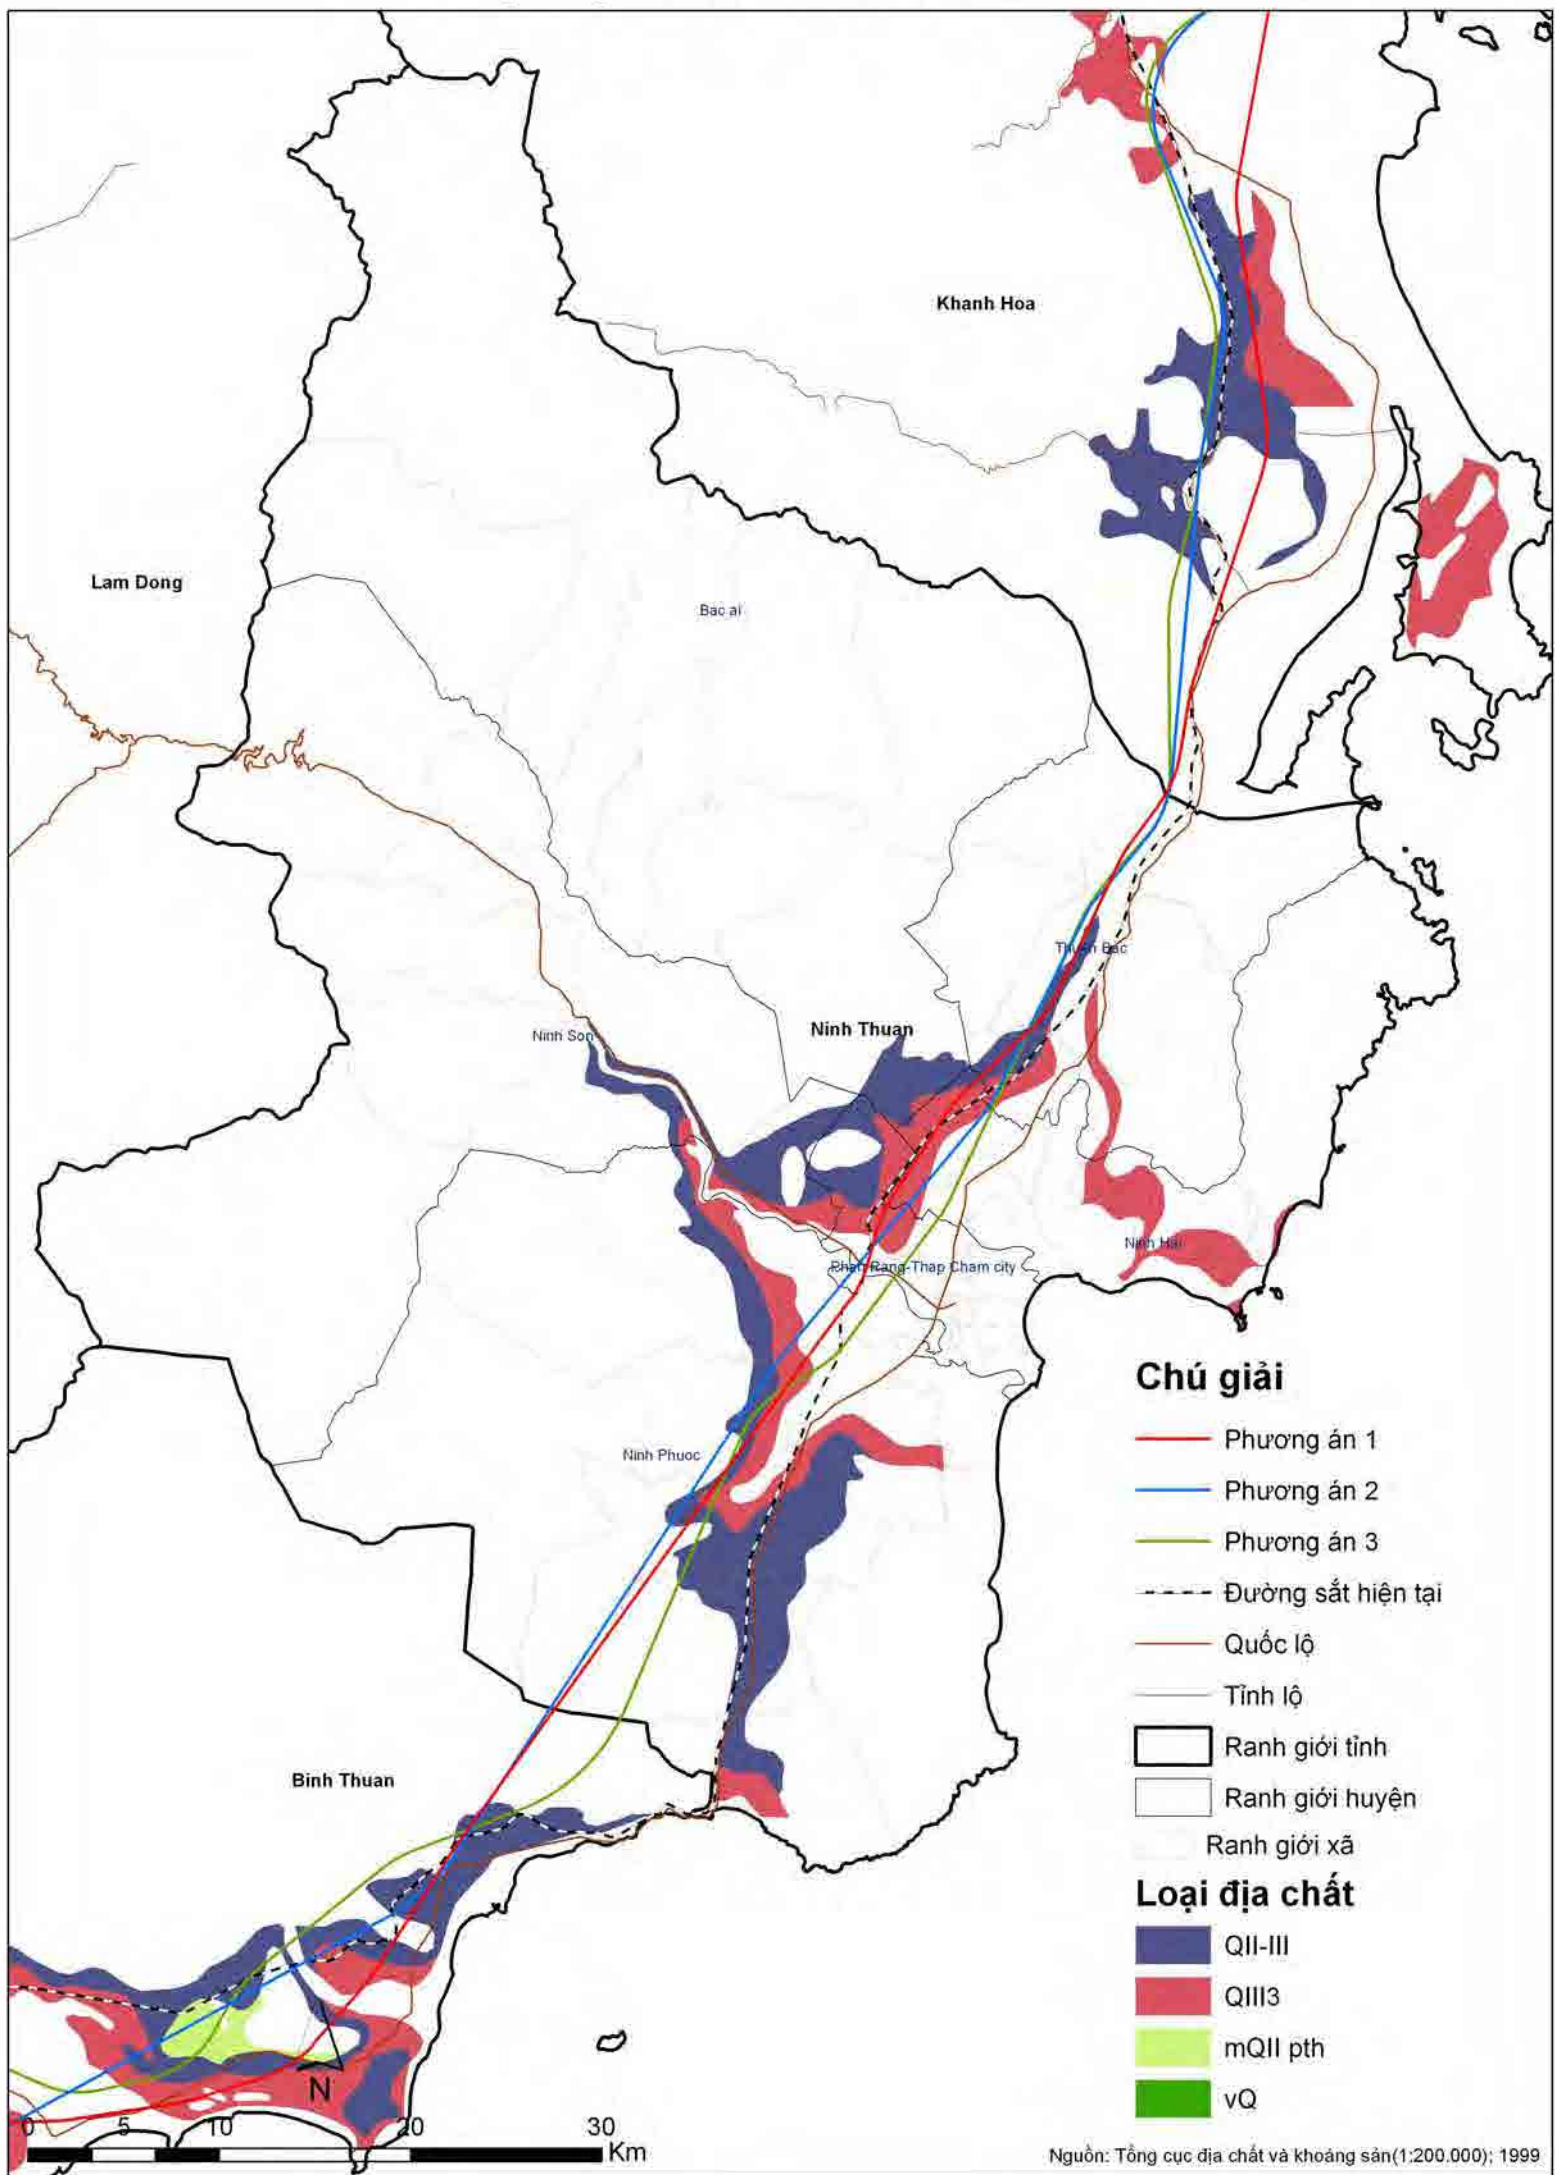 Khanh Hoa
Lam Dong
Bac ai
Thuan Bac
Ninh Son
Ninh Thuan
Ninh Hai
Phan Rang-Thap Cham city
Ninh Phuoc
Binh Thuan
Chú giải
Phương án 1
Phương án 2
Phương án 3
Đường sắt hiện tại
Quốc lộ
Tỉnh lộ
Ranh giới tỉnh
Ranh giới huyện
Ranh giới xã
Loại địa chất
QII-III
QIII3
mQII pth
vQ
N
0 5 10 20 30
Km
Nguồn: Tổng cục địa chất và khoáng sản(1:200.000); 1999